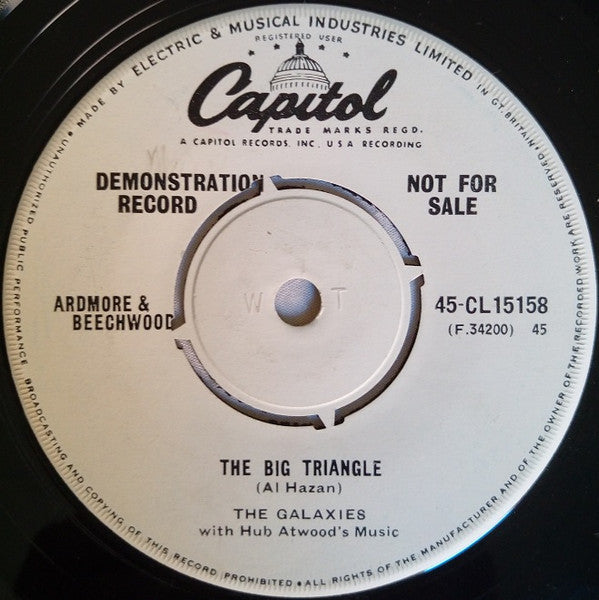 MADE BY ELECTRIC & MUSICAL INDUSTRIES LIMITED IN GT. BRITAIN
REGISTERED USER
Capitol
TRADE MARKS REGD.
A CAPITOL RECORDS, INC., U.S.A. RECORDING
DEMONSTRATION
RECORD
NOT FOR
SALE
W T
ARDMORE &
BEECHWOOD
45-CL15158
(F.34200) 45
THE BIG TRIANGLE
(Al Hazan)
THE GALAXIES
with Hub Atwood's Music
UNAUTHORIZED PUBLIC PERFORMANCE BROADCASTING AND COPYING OF THIS RECORD PROHIBITED • ALL RIGHTS OF THE MANUFACTURER AND OF THE OWNER OF THE RECORDED WORK ARE RESERVED